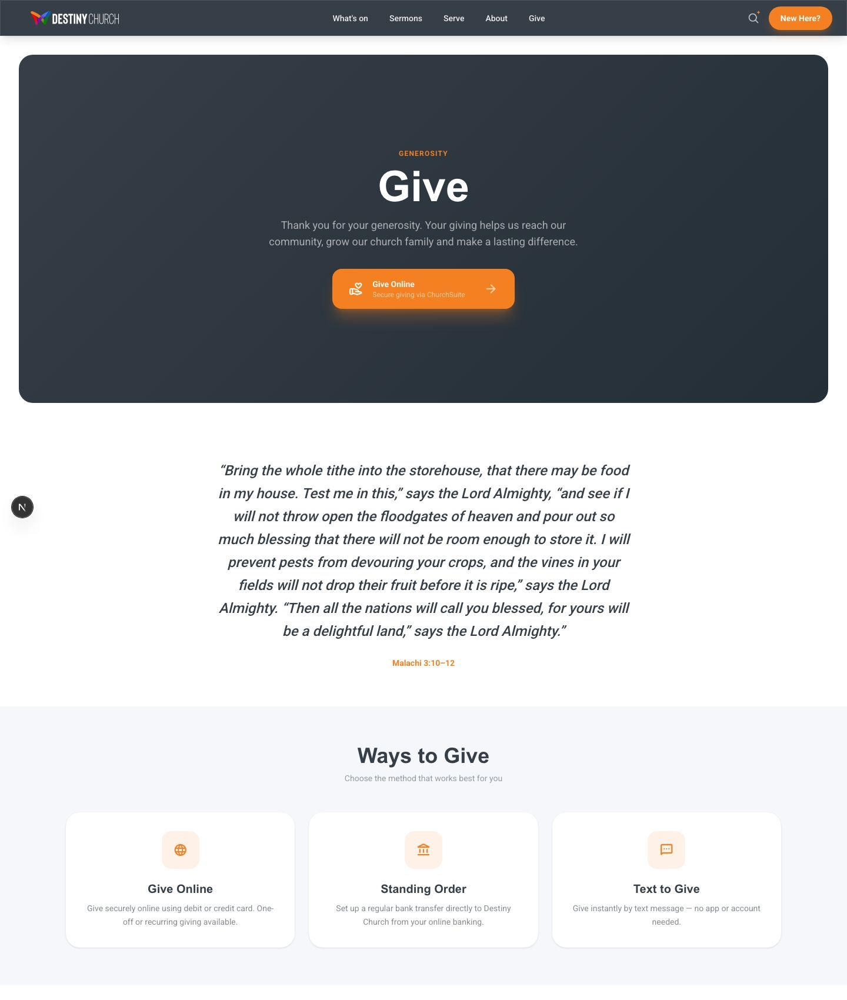 DESTINY CHURCH
What's on
Sermons
Serve
About
Give
New Here?
GENEROSITY
Give
Thank you for your generosity. Your giving helps us reach our
community, grow our church family and make a lasting difference.
Give Online
Secure giving via ChurchSuite
“Bring the whole tithe into the storehouse, that there may be food
in my house. Test me in this,” says the Lord Almighty, “and see if I
will not throw open the floodgates of heaven and pour out so
much blessing that there will not be room enough to store it. I will
prevent pests from devouring your crops, and the vines in your
fields will not drop their fruit before it is ripe,” says the Lord
Almighty. “Then all the nations will call you blessed, for yours will
be a delightful land,” says the Lord Almighty.”
Malachi 3:10–12
N
Ways to Give
Choose the method that works best for you
Give Online
Give securely online using debit or credit card. One-
off or recurring giving available.
Standing Order
Set up a regular bank transfer directly to Destiny
Church from your online banking.
Text to Give
Give instantly by text message — no app or account
needed.